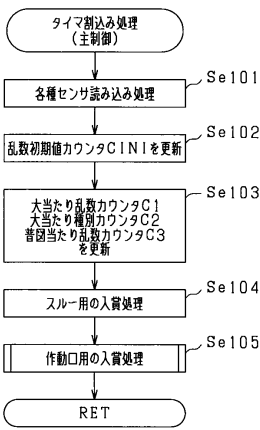 タイマ割込み処理
(主制御)
Se101
各種センサ読み込み処理
Se102
乱数初期値カウンタCINIを更新
Se103
大当たり乱数カウンタC1
大当たり種別カウンタC2
普図当たり乱数カウンタC3
を更新
Se104
スルー用の入賞処理
Se105
作動口用の入賞処理
RET